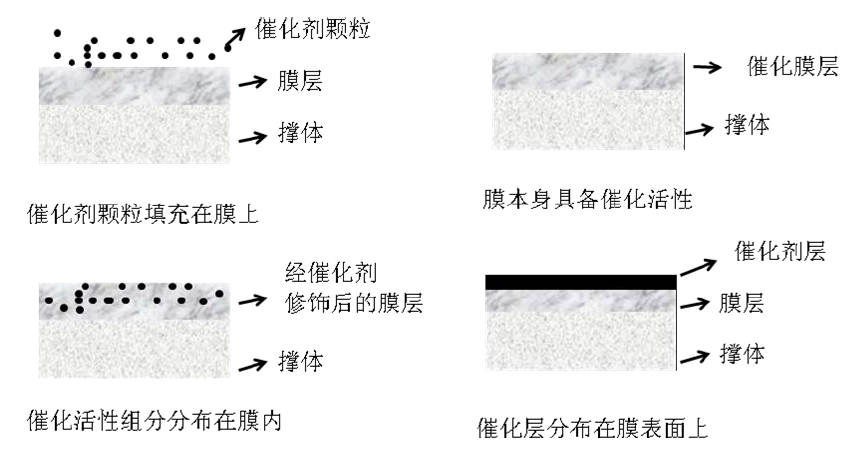 催化剂颗粒
膜层
撑体
催化剂颗粒填充在膜上
催化膜层
撑体
膜本身具备催化活性
经催化剂
修饰后的膜层
撑体
催化活性组分分布在膜内
催化剂层
膜层
撑体
催化层分布在膜表面上